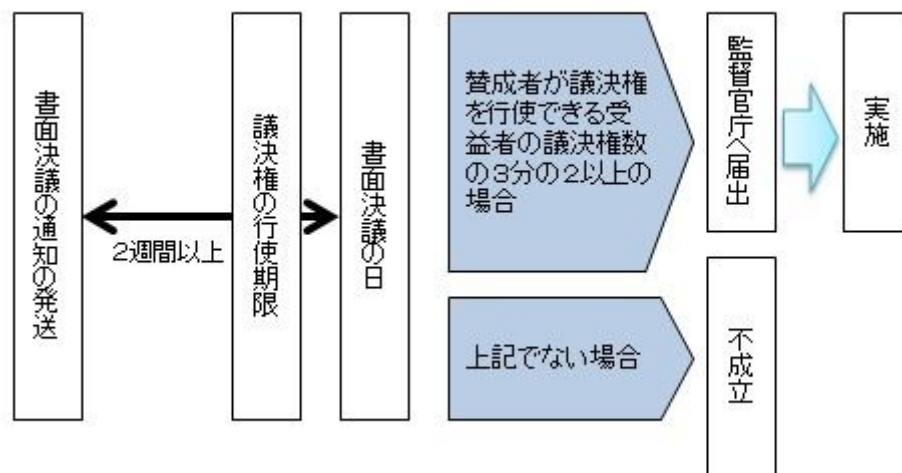 書面決議の通知の発送
2週間以上
議決権の行使期限
書面決議の日
賛成者が議決権
を行使できる受
益者の議決権数
の3分の2以上の
場合
監督官庁へ届出
実施
上記でない場合
不成立